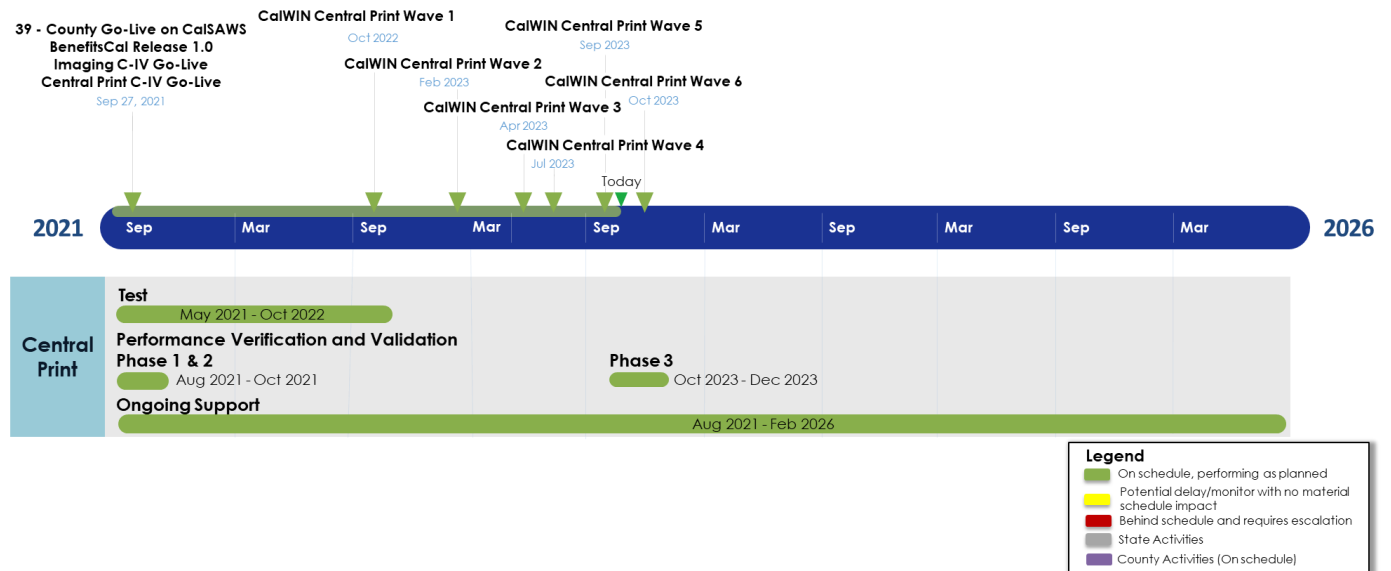 39 - County Go-Live on CalSAWS
BenefitsCal Release 1.0
Imaging C-IV Go-Live
Central Print C-IV Go-Live
Sep 27, 2021
CalWIN Central Print Wave 1
Oct 2022
CalWIN Central Print Wave 2
Feb 2023
CalWIN Central Print Wave 3
Apr 2023
CalWIN Central Print Wave 4
Jul 2023
CalWIN Central Print Wave 5
Sep 2023
CalWIN Central Print Wave 6
Oct 2023
Today
2021
Sep
Mar
Sep
Mar
Sep
Mar
Sep
Mar
Sep
Mar
2026
Central
Print
Test
May 2021 - Oct 2022
Performance Verification and Validation
Phase 1 & 2
Aug 2021 - Oct 2021
Phase 3
Oct 2023 - Dec 2023
Ongoing Support
Aug 2021 - Feb 2026
Legend
On schedule, performing as planned
Potential delay/monitor with no material
schedule impact
Behind schedule and requires escalation
State Activities
County Activities (On schedule)